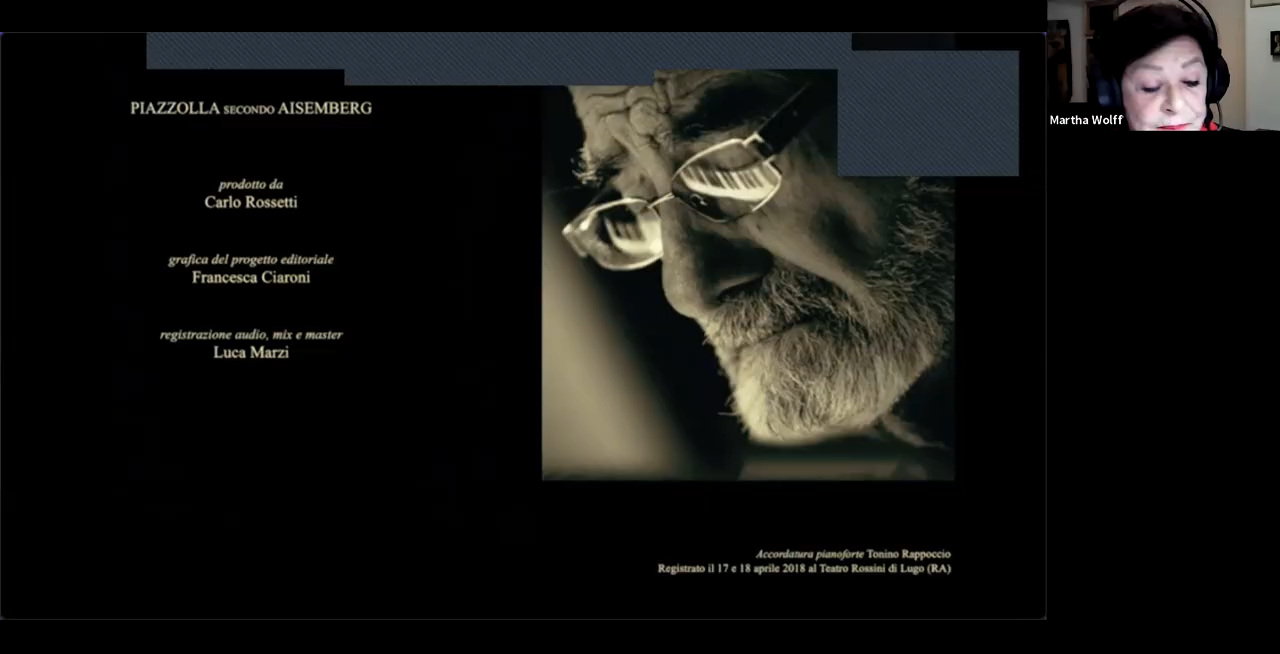 PIAZZOLLA SECONDO AISEMBERG
prodotto da
Carlo Rossetti
grafica del progetto editoriale
Francesca Ciaroni
registrazione audio, mix e master
Luca Marzi
Accordatura pianoforte Tonino Rappoccio
Registrato il 17 e 18 aprile 2018 al Teatro Rossini di Lugo (RA)
Martha Wolff